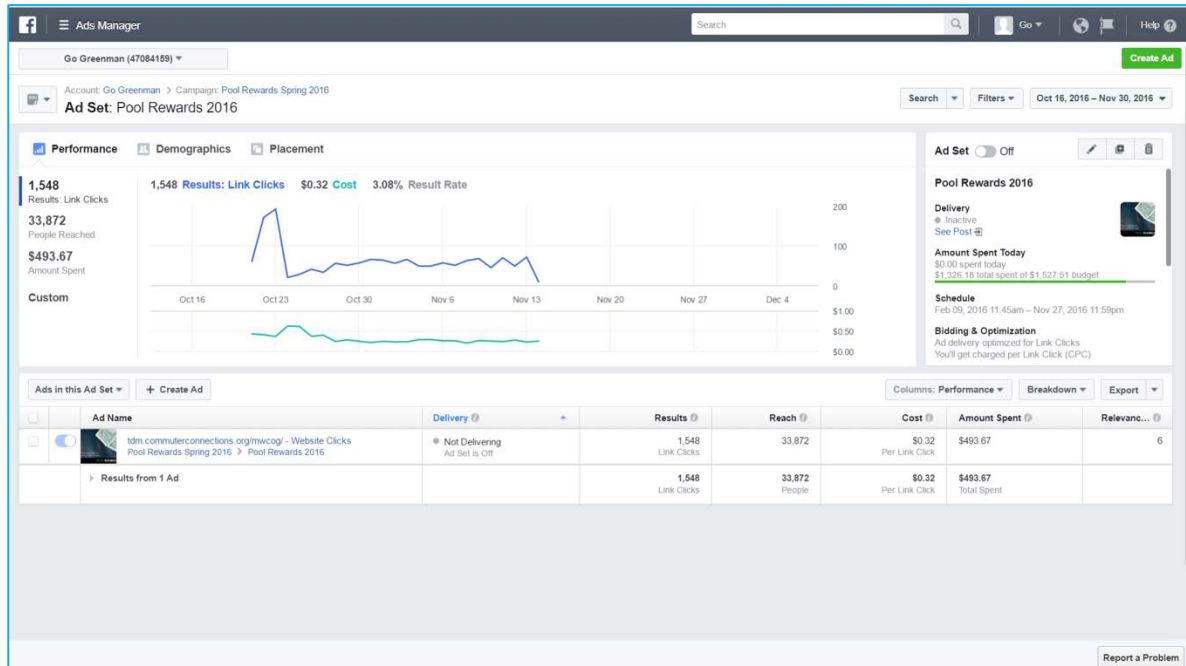 Ads Manager
Search
Go
Help
Go Greenman (47084159)
Create Ad
Account: Go Greenman > Campaign: Pool Rewards Spring 2016
Ad Set: Pool Rewards 2016
Search
Filters
Oct 16, 2016 – Nov 30, 2016
Performance
Demographics
Placement
1,548
Results: Link Clicks
33,872
People Reached
$493.67
Amount Spent
Custom
1,548 Results: Link Clicks $0.32 Cost 3.08% Result Rate
200
100
0
Oct 16 Oct 23 Oct 30 Nov 6 Nov 13 Nov 20 Nov 27 Dec 4
$1.00
$0.50
$0.00
Ad Set Off
Pool Rewards 2016
Delivery
Inactive
See Post
Amount Spent Today
$0.00 spent today
$1,326.18 total spent of $1,527.51 budget
Schedule
Feb 09, 2016 11:45am – Nov 27, 2016 11:59pm
Bidding & Optimization
Ad delivery optimized for Link Clicks
You'll get charged per Link Click (CPC)
Ads in this Ad Set
+ Create Ad
Columns: Performance
Breakdown
Export
Ad Name Delivery Results Reach Cost Amount Spent Relevanc...
tdm.commuterconnections.org/mwcog/ - Website Clicks
Pool Rewards Spring 2016 > Pool Rewards 2016
Not Delivering
Ad Set is Off
1,548
Link Clicks
33,872
$0.32
Per Link Click
$493.67
6
Results from 1 Ad
1,548
Link Clicks
33,872
People
$0.32
Per Link Click
$493.67
Total Spent
Report a Problem